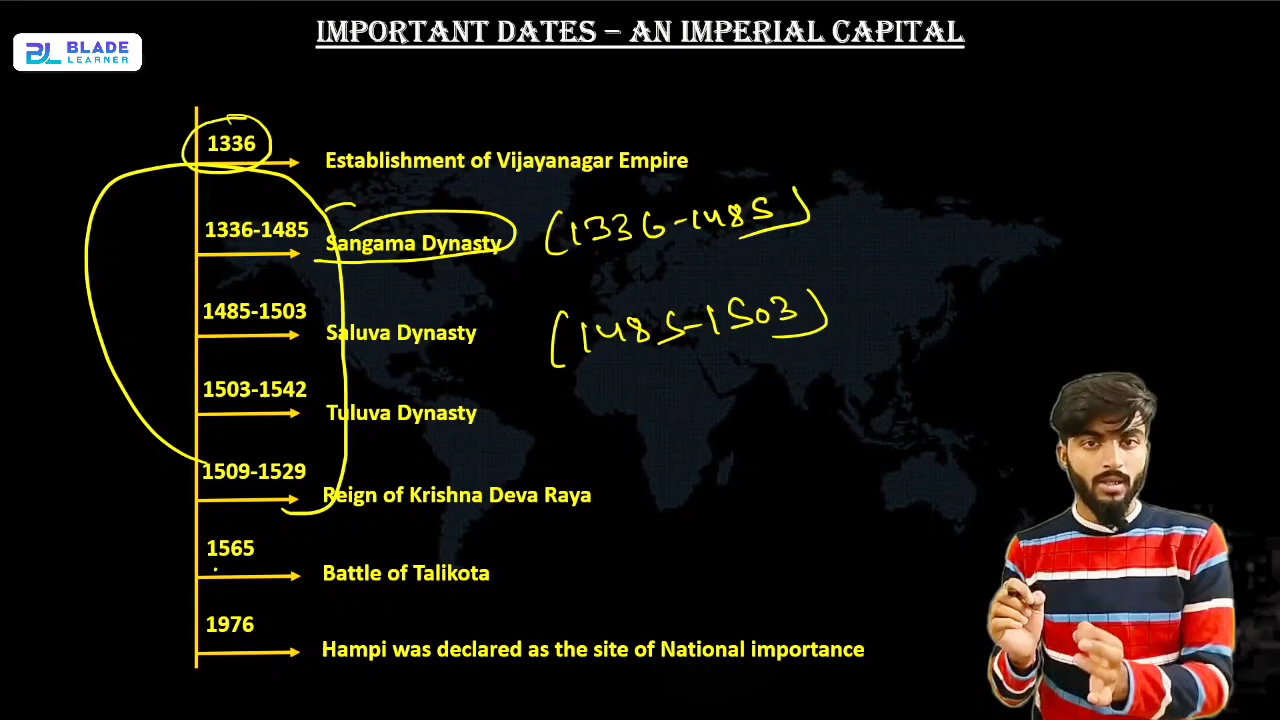 IMPORTANT DATES – AN IMPERIAL CAPITAL
BLADE
LEARNER
1336
Establishment of Vijayanagar Empire
1336-1485
Sangama Dynasty
(1336-1485)
1485-1503
Saluva Dynasty
(1485-1503)
1503-1542
Tuluva Dynasty
1509-1529
Reign of Krishna Deva Raya
1565
Battle of Talikota
1976
Hampi was declared as the site of National importance